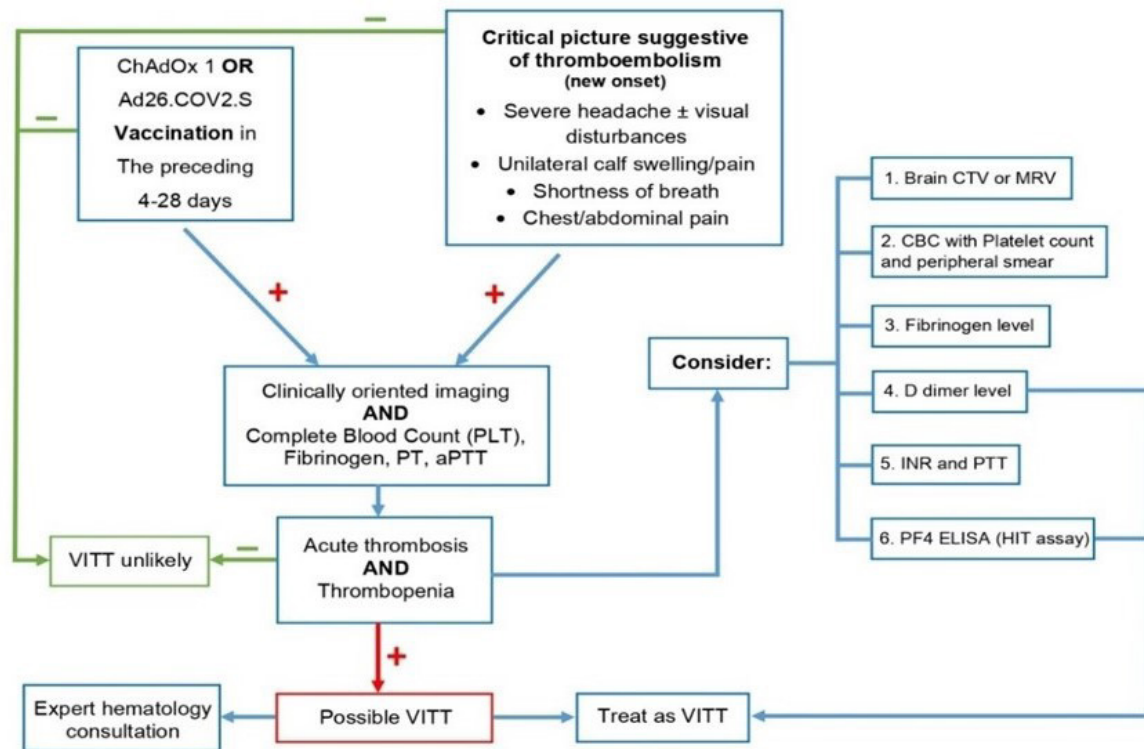 ChAdOx 1 OR
Ad26.COV2.S
Vaccination in
The preceding
4-28 days
Critical picture suggestive
of thromboembolism
(new onset)
• Severe headache ± visual
disturbances
• Unilateral calf swelling/pain
• Shortness of breath
• Chest/abdominal pain
−
−
+
+
Clinically oriented imaging
AND
Complete Blood Count (PLT),
Fibrinogen, PT, aPTT
Consider:
1. Brain CTV or MRV
2. CBC with Platelet count
and peripheral smear
3. Fibrinogen level
4. D dimer level
5. INR and PTT
6. PF4 ELISA (HIT assay)
VITT unlikely
−
Acute thrombosis
AND
Thrombopenia
+
Expert hematology
consultation
Possible VITT
Treat as VITT